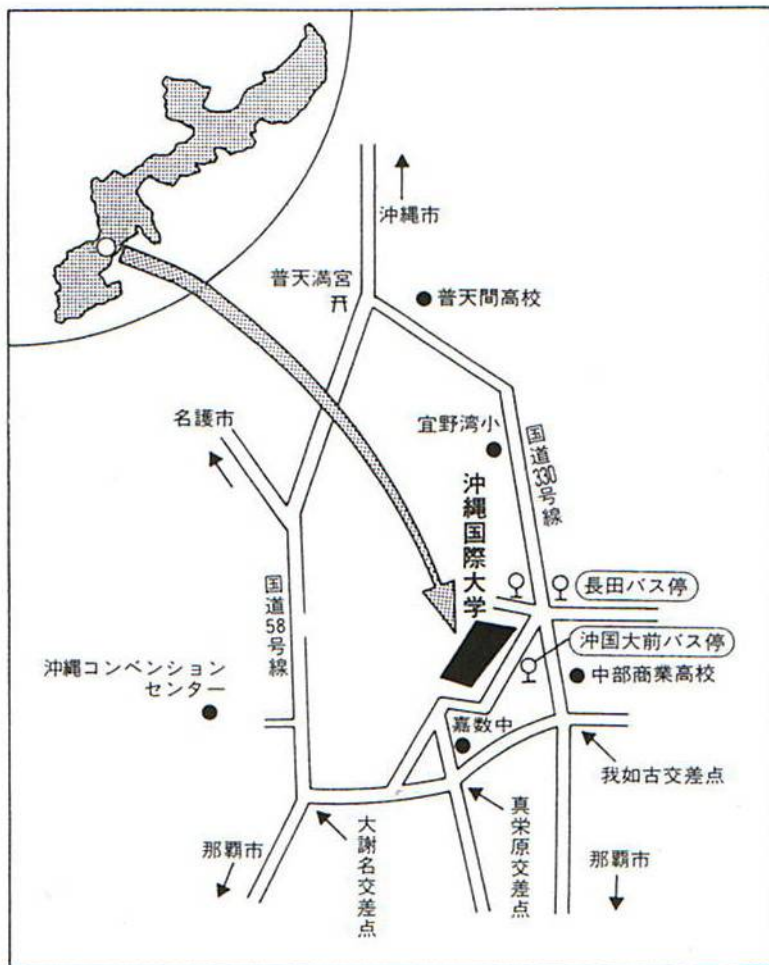 沖縄市
普天満宮
普天間高校
名護市
宜野湾小
国道330号線
沖縄国際大学
国道58号線
長田バス停
沖国大前バス停
沖縄コンベンション
センター
中部商業高校
嘉数中
我如古交差点
真栄原交差点
大謝名交差点
那覇市
那覇市